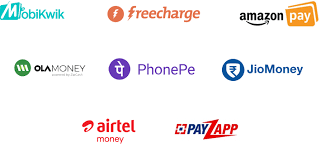 MobiKwik
freecharge
amazon pay
OLAMONEY
PhonePe
JioMoney
airtel
money
PAYZAPP